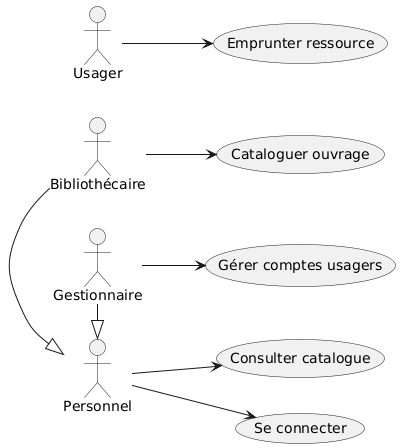 Usager
Emprunter ressource
Bibliothécaire
Cataloguer ouvrage
Gestionnaire
Gérer comptes usagers
Personnel
Consulter catalogue
Se connecter